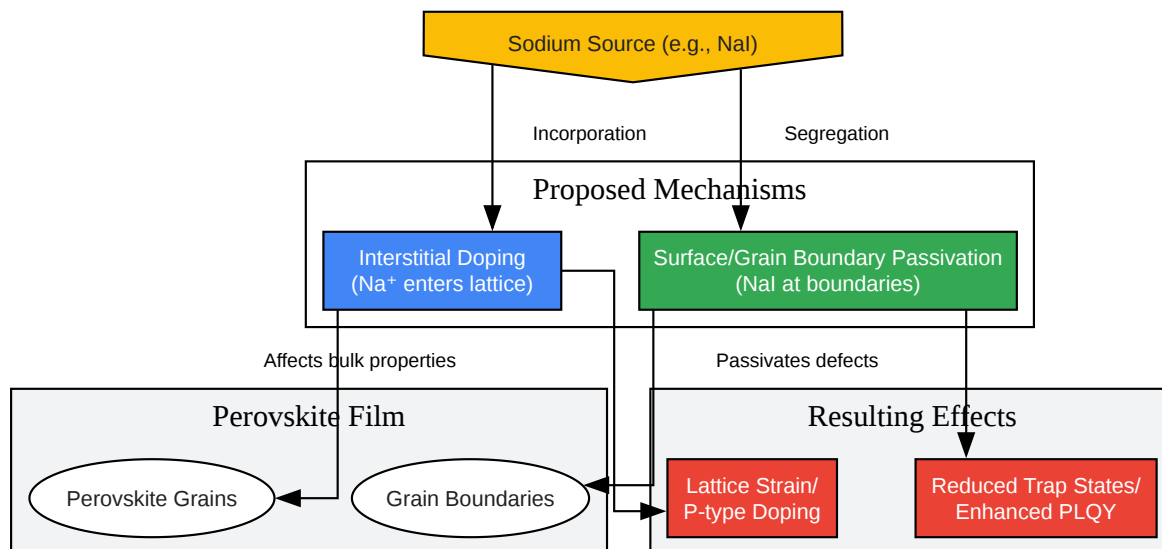 Sodium Source (e.g., NaI)
Incorporation
Segregation
Proposed Mechanisms
Interstitial Doping
(Na⁺ enters lattice)
Surface/Grain Boundary Passivation
(NaI at boundaries)
Affects bulk properties
Passivates defects
Perovskite Film
Resulting Effects
Perovskite Grains
Grain Boundaries
Lattice Strain/
P-type Doping
Reduced Trap States/
Enhanced PLQY